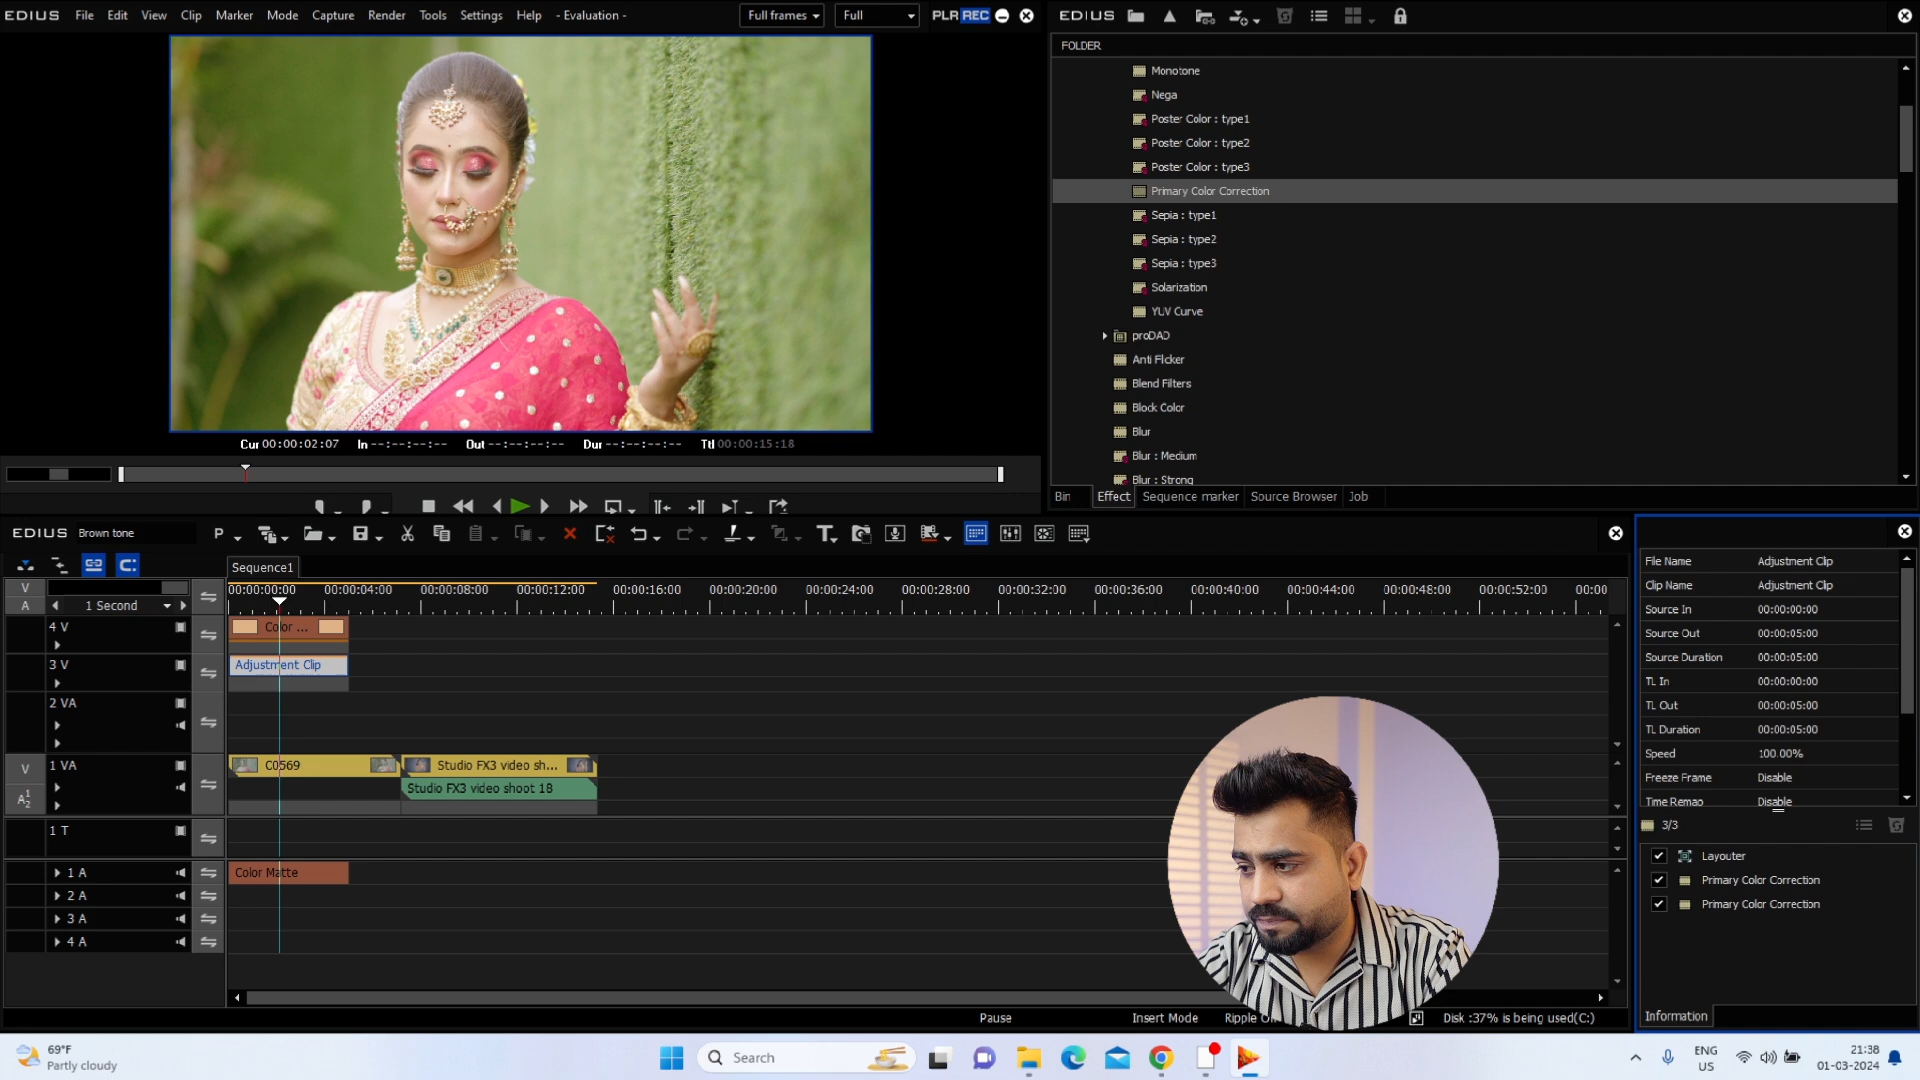 EDIUS File Edit View Clip Marker Mode Capture Render Tools Settings Help - Evaluation - Full frames Full PLR REC
EDIUS
FOLDER
Monotone
Nega
Poster Color : type1
Poster Color : type2
Poster Color : type3
Primary Color Correction
Sepia : type1
Sepia : type2
Sepia : type3
Solarization
YUV Curve
proDAD
Anti Flicker
Blend Filters
Block Color
Blur
Blur : Medium
Blur : Strong
Cur 00:00:02:07 In --:--:--:-- Out --:--:--:-- Dur --:--:--:-- Ttl 00:00:15:18
Bin Effect Sequence marker Source Browser Job
EDIUS Brown tone P T
Sequence1
V
A
1 Second
00:00:00:00 00:00:04:00 00:00:08:00 00:00:12:00 00:00:16:00 00:00:20:00 00:00:24:00 00:00:28:00 00:00:32:00 00:00:36:00 00:00:40:00 00:00:44:00 00:00:48:00 00:00:52:00 00:00
4 V Color ...
3 V Adjustment Clip
2 VA
V 1 VA C0569 Studio FX3 video sh...
A 1 2 Studio FX3 video shoot 18
1 T
1 A Color Matte
2 A
3 A
4 A
File Name Adjustment Clip
Clip Name Adjustment Clip
Source In 00:00:00:00
Source Out 00:00:05:00
Source Duration 00:00:05:00
TL In 00:00:00:00
TL Out 00:00:05:00
TL Duration 00:00:05:00
Speed 100.00%
Freeze Frame Disable
Time Remap Disable
3/3
Layouter
Primary Color Correction
Primary Color Correction
Information
Pause Insert Mode Ripple Disk :37% is being used(C:)
69°F
Partly cloudy
Search
ENG
US
21:38
01-03-2024